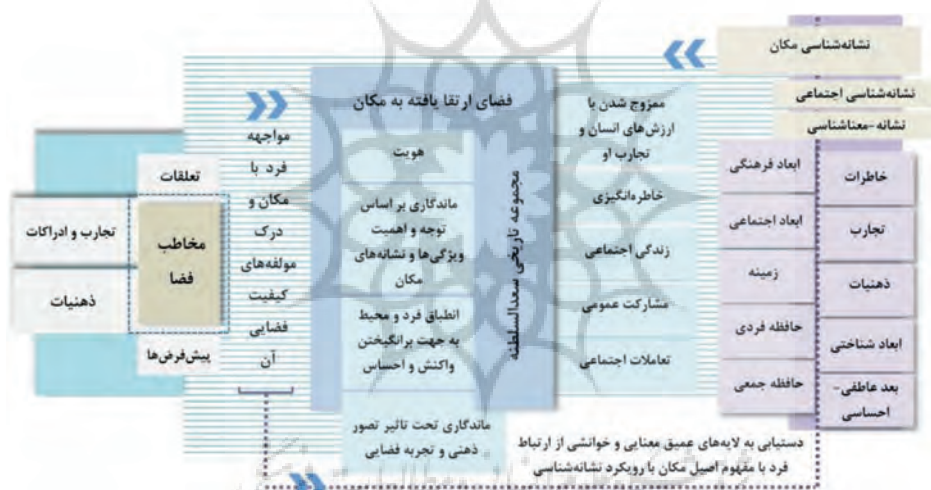 نشانه‌شناسی مکان
نشانه‌شناسی اجتماعی
نشانه-معناشناسی
خاطرات
تجارب
ذهنیات
ابعاد شناختی
بعد عاطفی-
احساسی
ابعاد فرهنگی
ابعاد اجتماعی
زمینه
حافظه فردی
حافظه جمعی
ممزوج شدن با
ارزش‌های انسان و
تجارب او
خاطره‌انگیزی
زندگی اجتماعی
مشارکت عمومی
تعاملات اجتماعی
فضای ارتقا یافته به مکان
مجموعه تاریخی سعدالسلطنه
هویت
ماندگاری بر اساس
توجه و اهمیت
ویژگی‌ها و نشانه‌های
مکان
انطباق فرد و محیط
به جهت برانگیختن
واکنش و احساس
ماندگاری تحت تاثیر تصور
ذهنی و تجربه فضایی
مواجهه
فرد با
مکان و
درک
مولفه‌های
کیفیت
فضایی
آن
تعلقات
مخاطب
فضا
پیش‌فرض‌ها
تجارب و ادراکات
ذهنیات
دستیابی به لایه‌های عمیق معنایی و خوانشی از ارتباط
فرد با مفهوم اصیل مکان با رویکرد نشانه‌شناسی